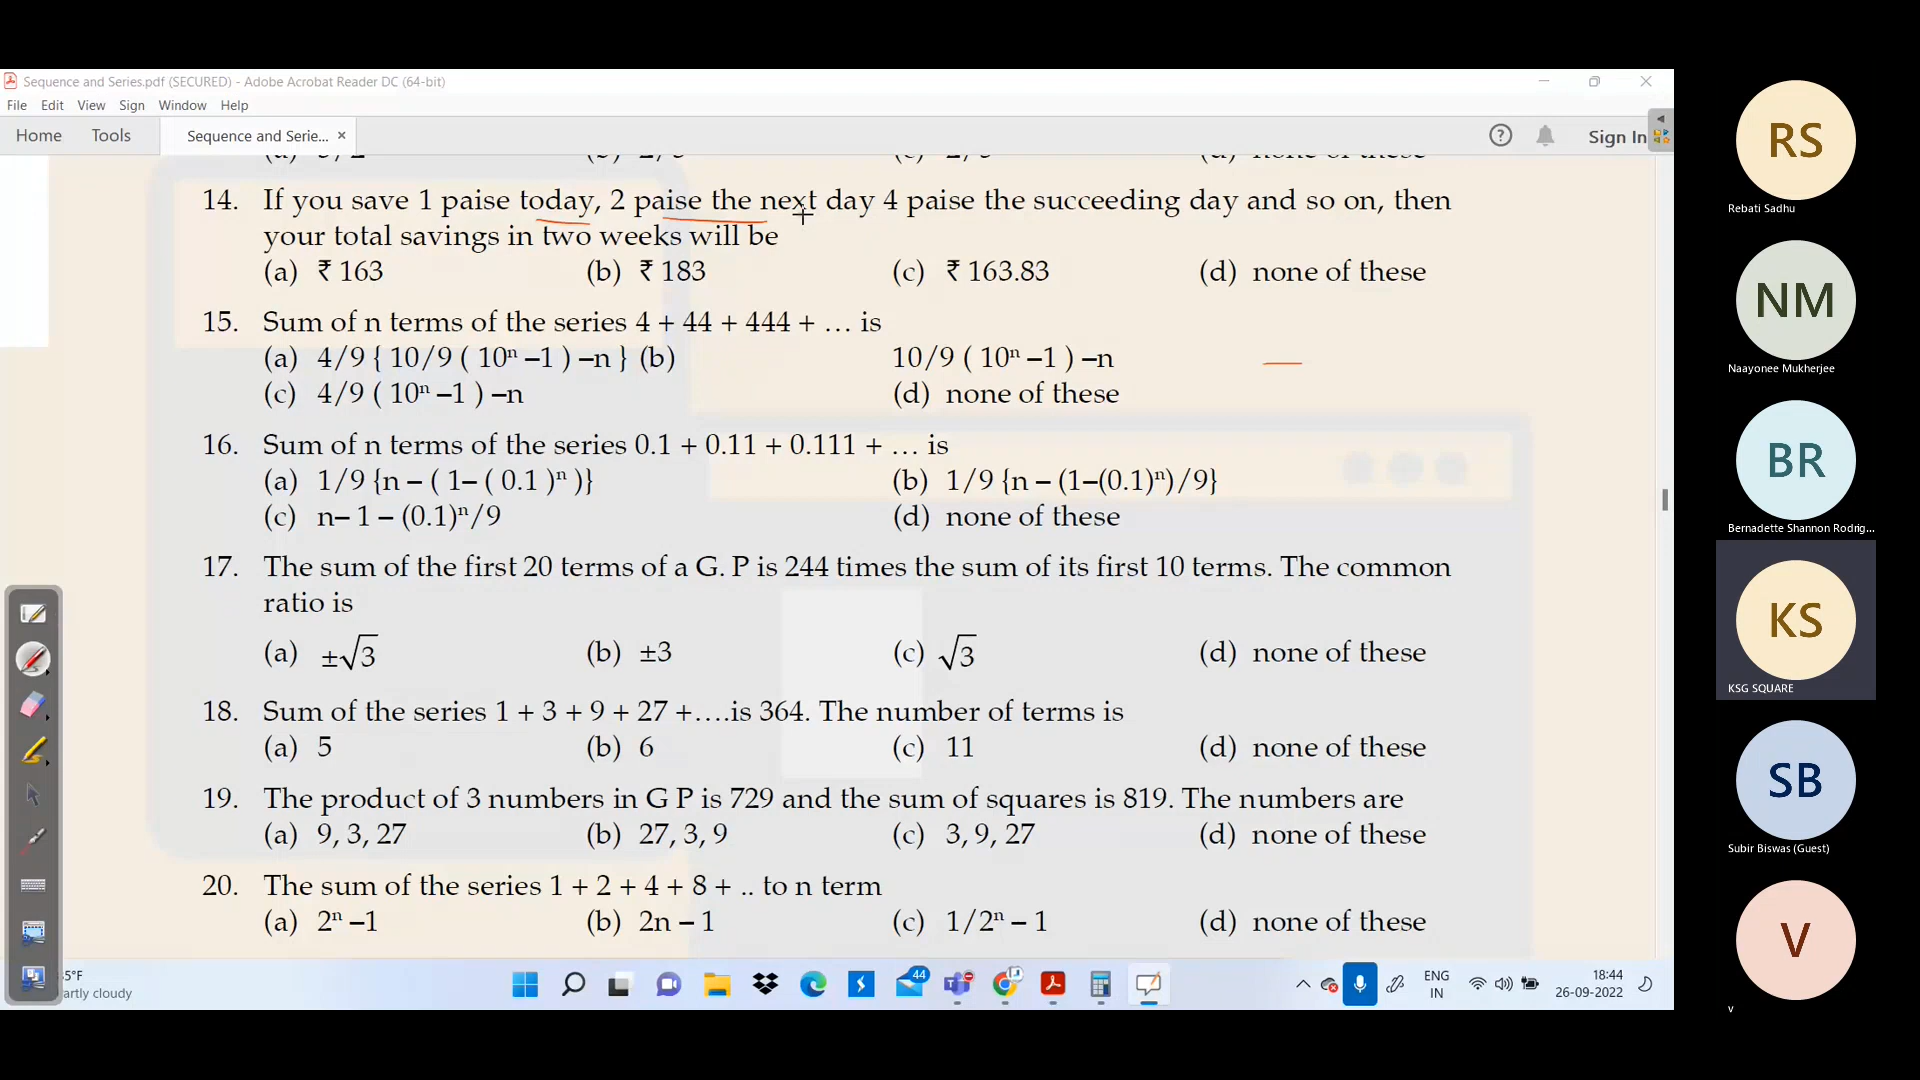 Sequence and Series.pdf (SECURED) - Adobe Acrobat Reader DC (64-bit)
File Edit View Sign Window Help
Home Tools Sequence and Serie... × Sign In
none of these
14. If you save 1 paise today, 2 paise the next day 4 paise the succeeding day and so on, then
your total savings in two weeks will be
(a) ₹ 163 (b) ₹ 183 (c) ₹ 163.83 (d) none of these
15. Sum of n terms of the series 4 + 44 + 444 + … is
(a) 4/9 { 10/9 ( 10ⁿ –1 ) –n } (b) 10/9 ( 10ⁿ –1 ) –n
(c) 4/9 ( 10ⁿ –1 ) –n (d) none of these
16. Sum of n terms of the series 0.1 + 0.11 + 0.111 + … is
(a) 1/9 {n – ( 1– ( 0.1 )ⁿ )} (b) 1/9 {n – (1–(0.1)ⁿ)/9}
(c) n– 1 – (0.1)ⁿ/9 (d) none of these
17. The sum of the first 20 terms of a G. P is 244 times the sum of its first 10 terms. The common
ratio is
(a) ±√3 (b) ±3 (c) √3 (d) none of these
18. Sum of the series 1 + 3 + 9 + 27 +….is 364. The number of terms is
(a) 5 (b) 6 (c) 11 (d) none of these
19. The product of 3 numbers in G P is 729 and the sum of squares is 819. The numbers are
(a) 9, 3, 27 (b) 27, 3, 9 (c) 3, 9, 27 (d) none of these
20. The sum of the series 1 + 2 + 4 + 8 + .. to n term
(a) 2ⁿ –1 (b) 2n – 1 (c) 1/2ⁿ – 1 (d) none of these
5°F
artly cloudy
44
ENG
IN
18:44
26-09-2022
RS
Rebati Sadhu
NM
Naayonee Mukherjee
BR
Bernadette Shannon Rodrig...
KS
KSG SQUARE
SB
Subir Biswas (Guest)
V
v